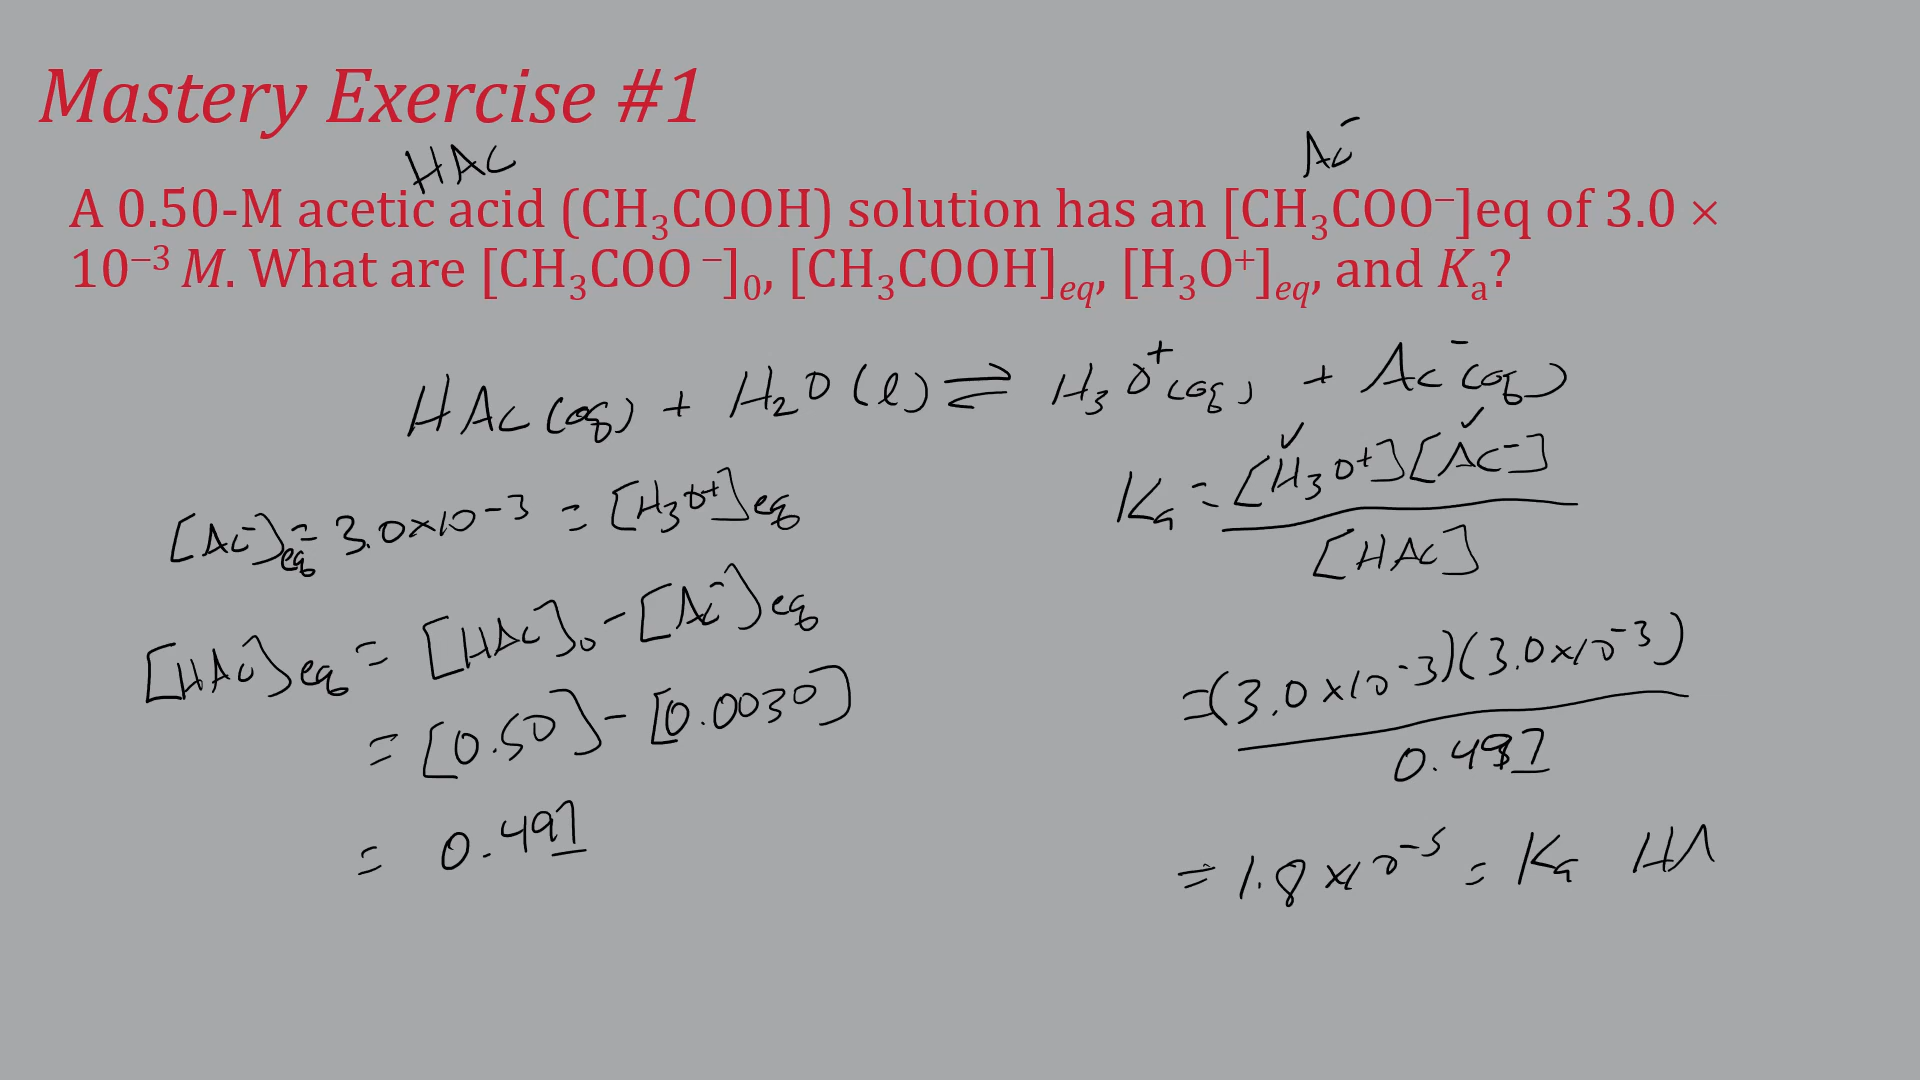 Mastery Exercise #1
HAc
Ac⁻
A 0.50-M acetic acid (CH₃COOH) solution has an [CH₃COO⁻]eq of 3.0 ×
10⁻³ M. What are [CH₃COO ⁻]₀, [CH₃COOH]eq, [H₃O⁺]eq, and Kₐ?
HAc (aq) + H₂O (l) ⇌ H₃O⁺ (aq) + Ac⁻ (aq)
[Ac⁻]eq = 3.0×10⁻³ = [H₃O⁺]eq
[HAc]eq = [HAc]₀ - [Ac⁻]eq
= [0.50] - [0.0030]
= 0.497
✓ ✓
Kₐ = [H₃O⁺][Ac⁻]
[HAc]
= (3.0×10⁻³)(3.0×10⁻³)
0.497
= 1.8×10⁻⁵ = Kₐ HA